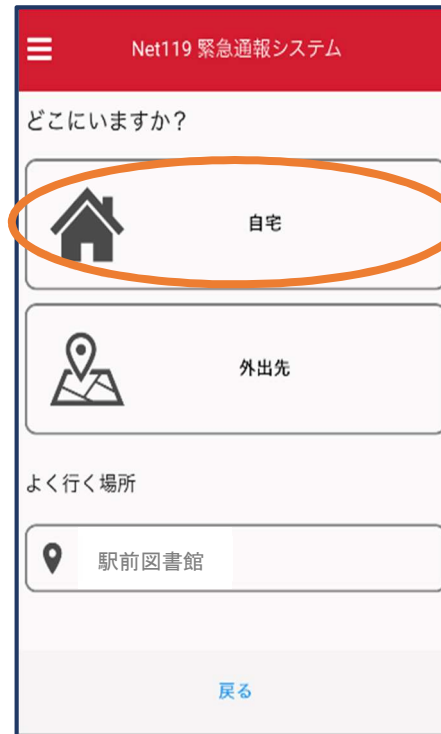 Net119 緊急通報システム
どこにいますか？
自宅
外出先
よく行く場所
駅前図書館
戻る